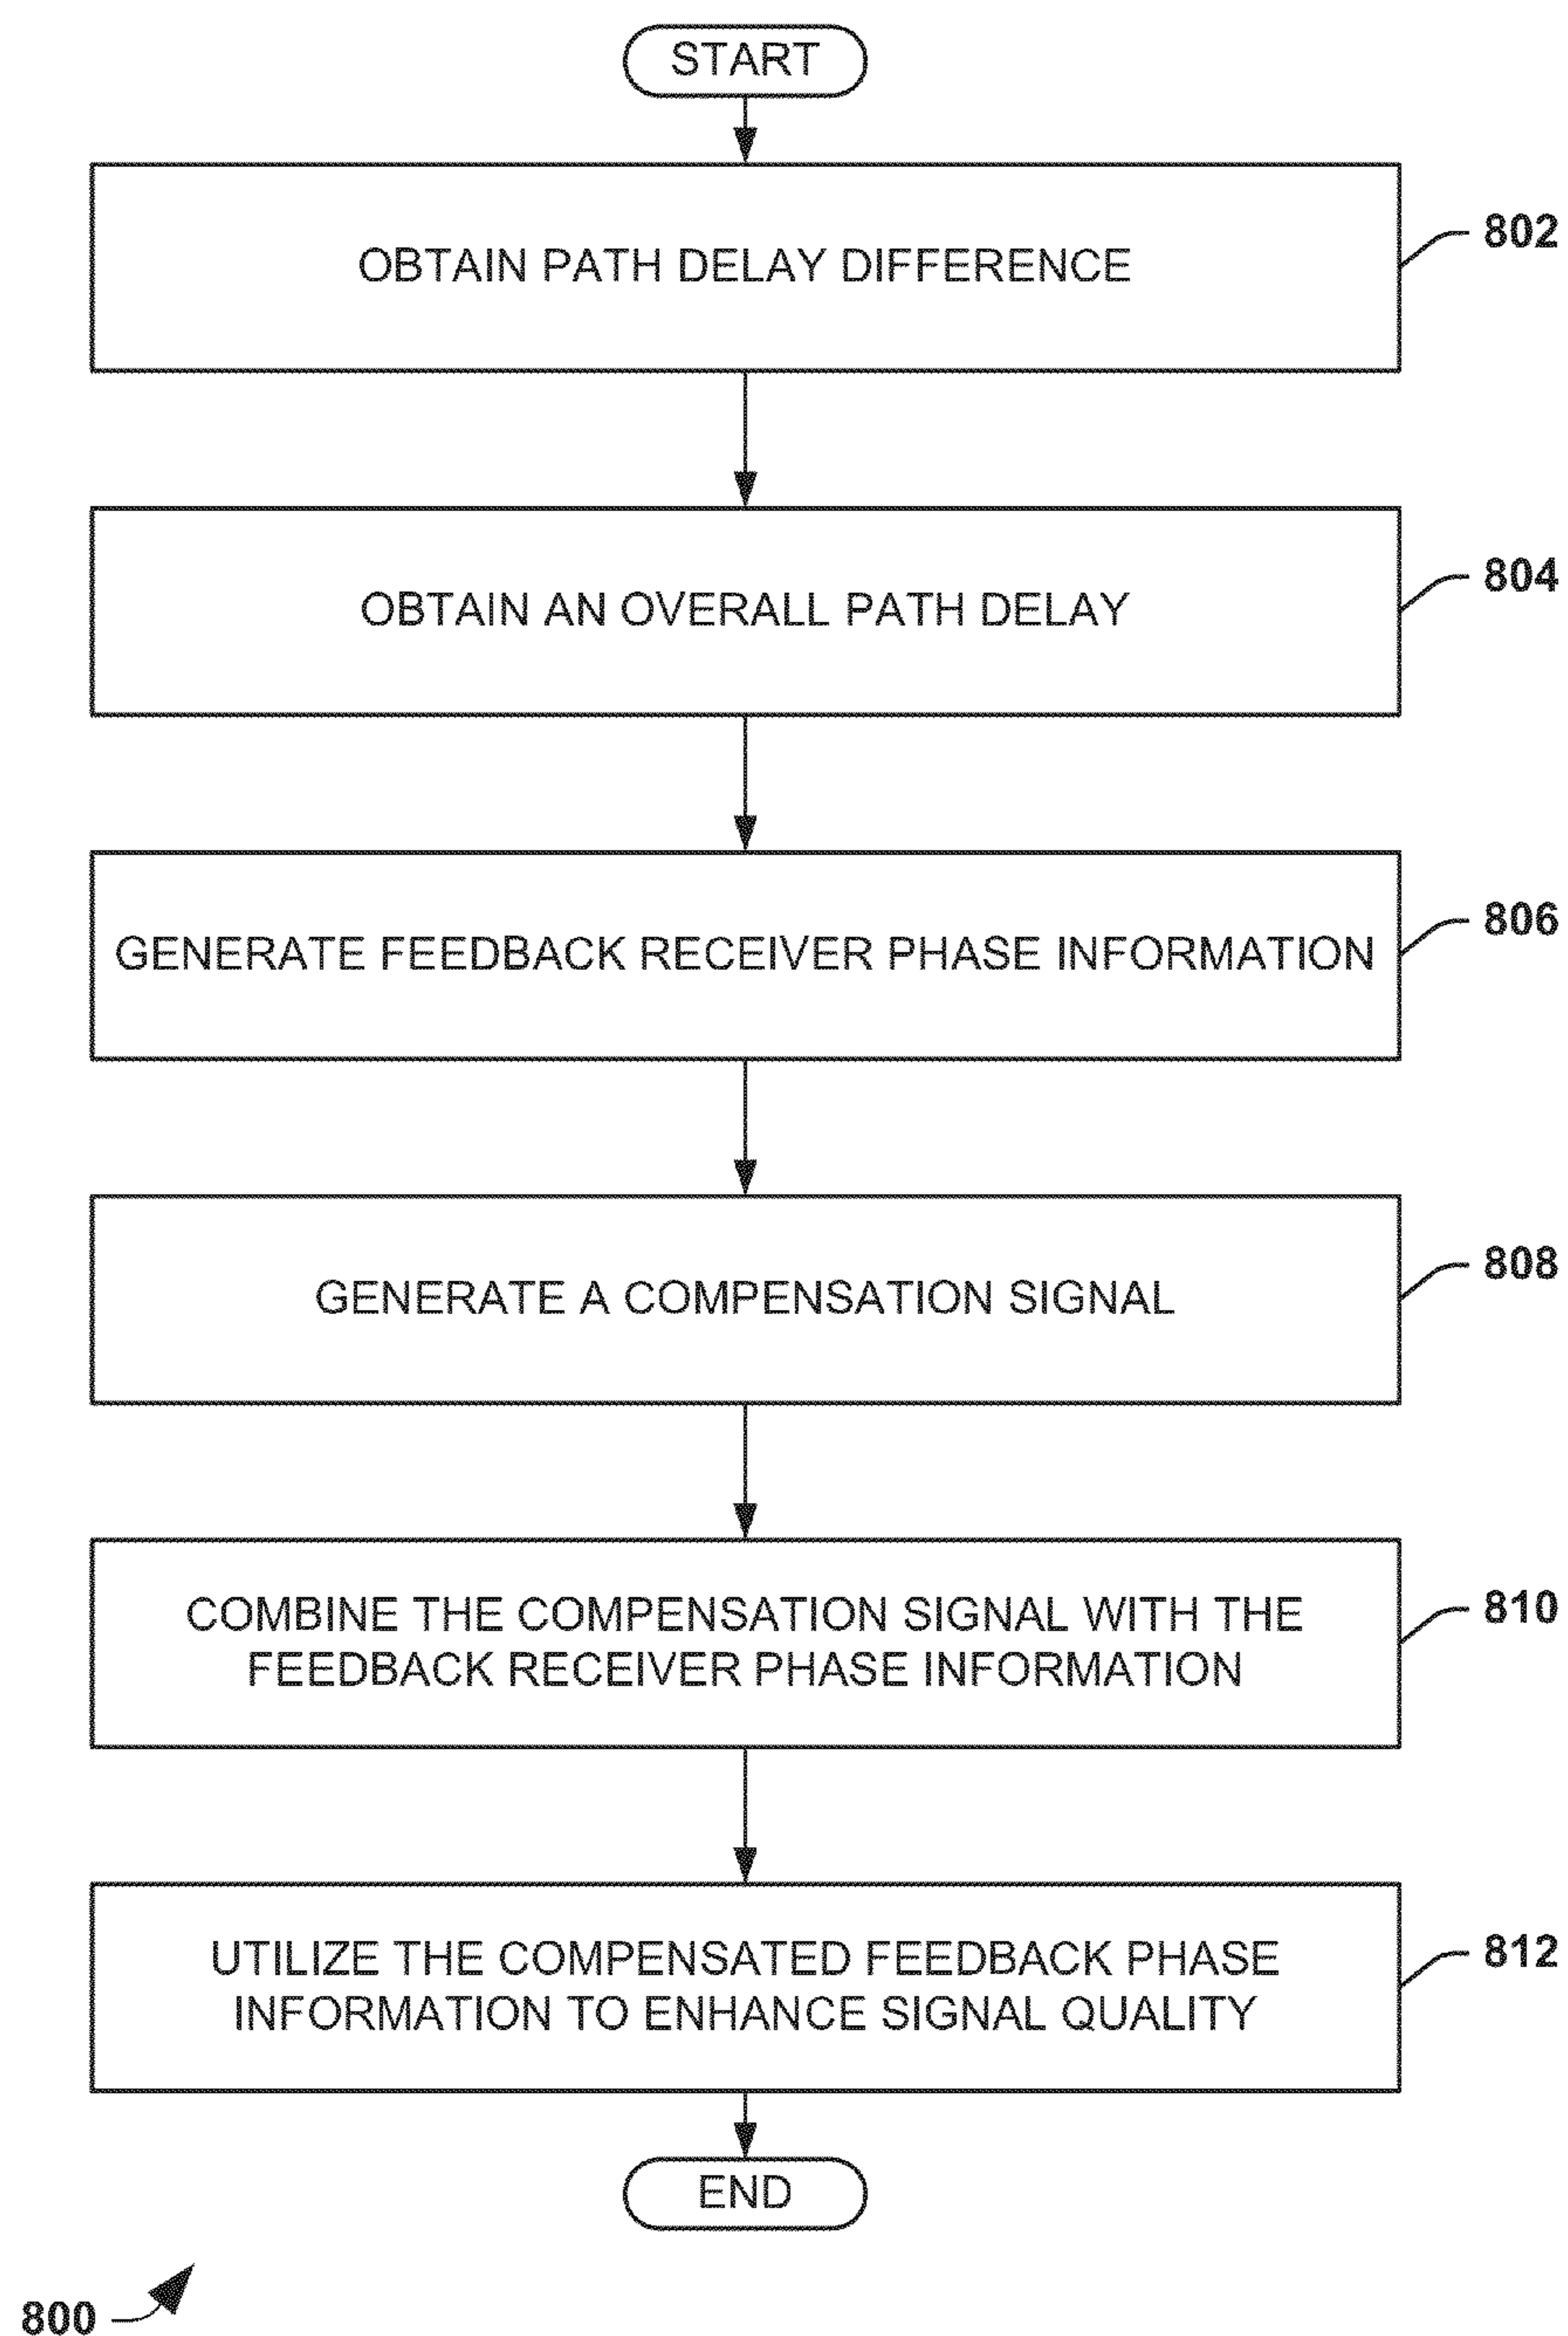 START
OBTAIN PATH DELAY DIFFERENCE
802
OBTAIN AN OVERALL PATH DELAY
804
GENERATE FEEDBACK RECEIVER PHASE INFORMATION
806
GENERATE A COMPENSATION SIGNAL
808
COMBINE THE COMPENSATION SIGNAL WITH THE
FEEDBACK RECEIVER PHASE INFORMATION
810
UTILIZE THE COMPENSATED FEEDBACK PHASE
INFORMATION TO ENHANCE SIGNAL QUALITY
812
END
800